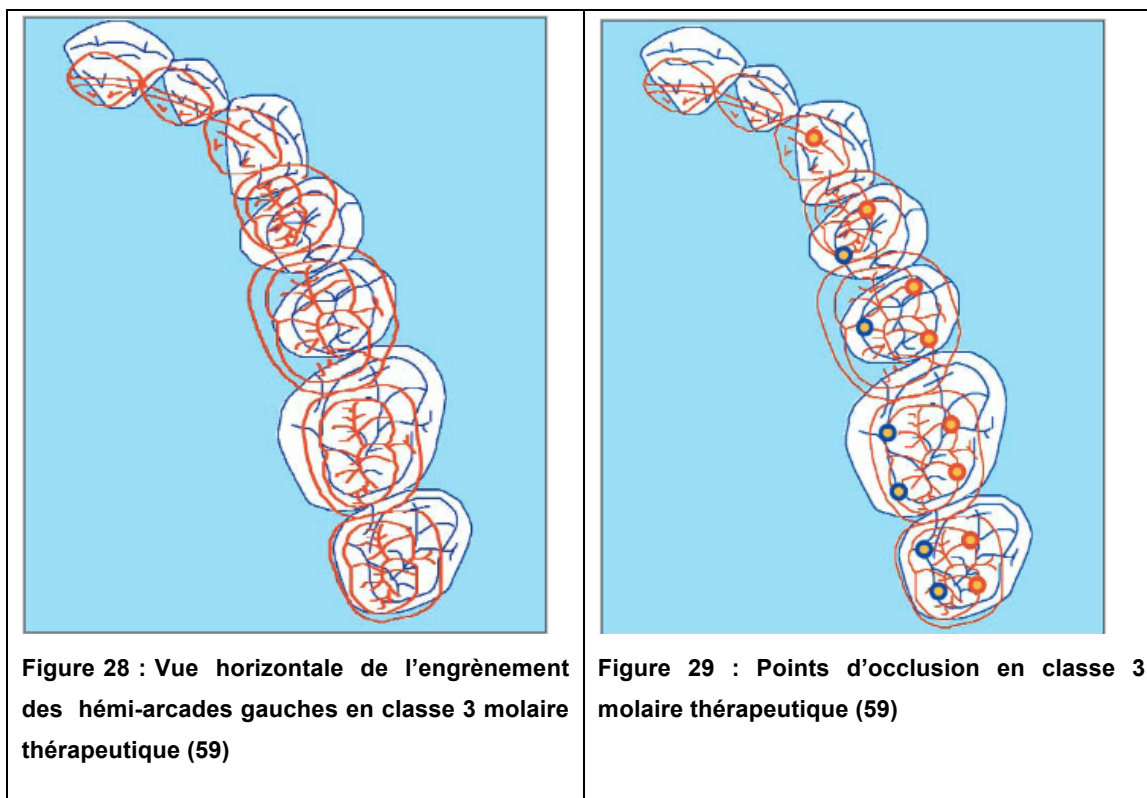 Figure 28 : Vue horizontale de l'engrènement
des hémi-arcades gauches en classe 3 molaire
thérapeutique (59)
Figure 29 : Points d'occlusion en classe 3
molaire thérapeutique (59)